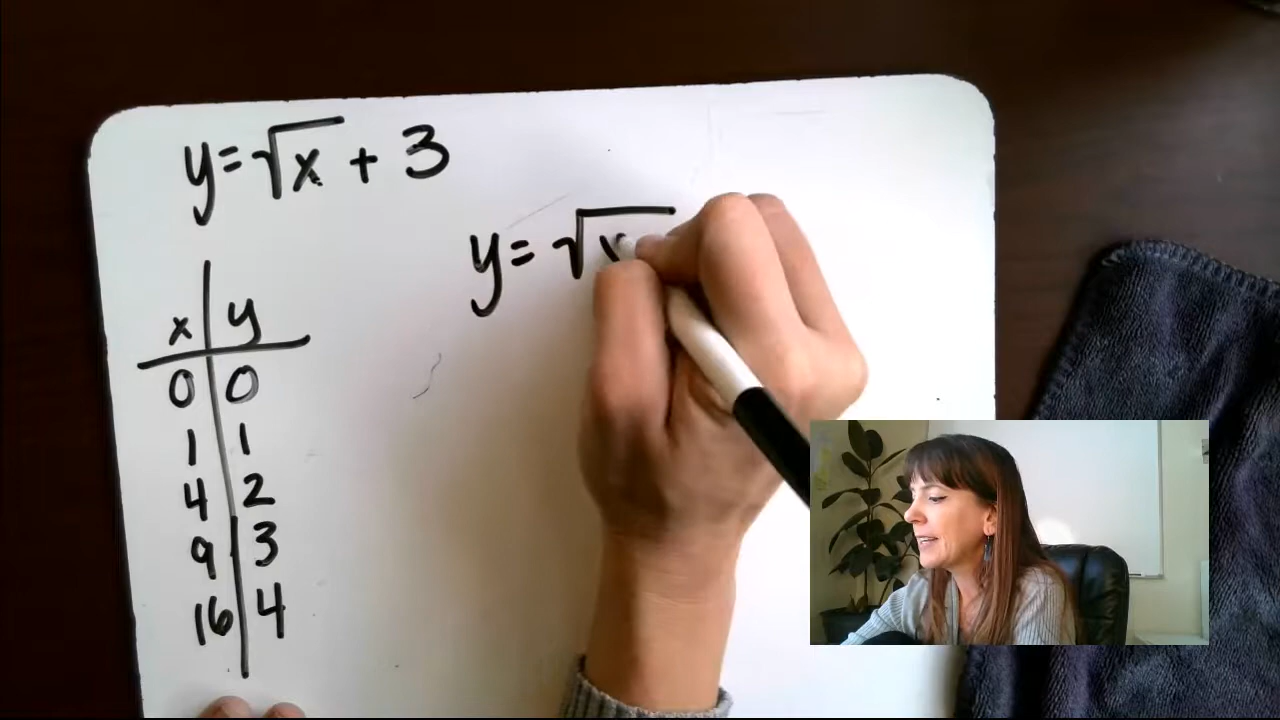 y=√x + 3
y= √x
x y
0 0
1 1
4 2
9 3
16 4